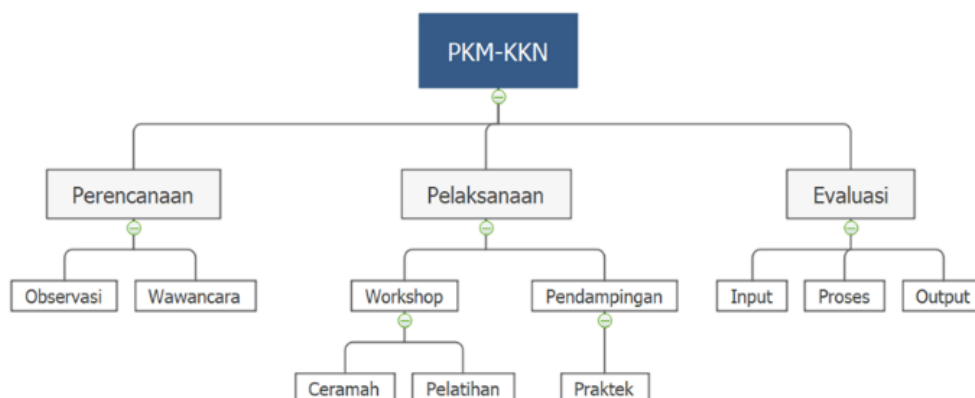 PKM-KKN
Perencanaan
Pelaksanaan
Evaluasi
Observasi
Wawancara
Workshop
Pendampingan
Input
Proses
Output
Ceramah
Pelatihan
Praktek